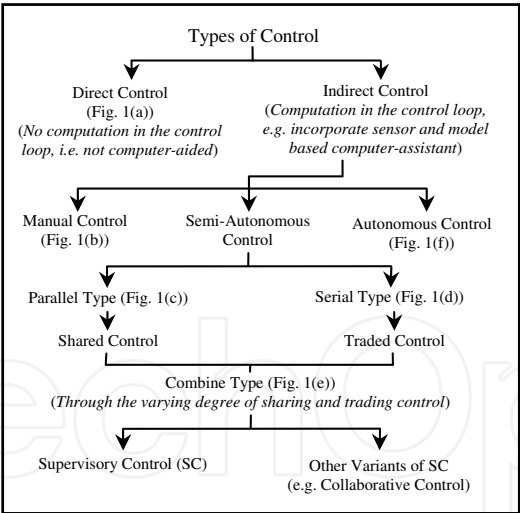 Types of Control
Direct Control
(Fig. 1(a))
(No computation in the control
loop, i.e. not computer-aided)
Indirect Control
(Computation in the control loop,
e.g. incorporate sensor and model
based computer-assistant)
Manual Control
(Fig. 1(b))
Semi-Autonomous
Control
Autonomous Control
(Fig. 1(f))
Parallel Type (Fig. 1(c))
Serial Type (Fig. 1(d))
Shared Control
Traded Control
Combine Type (Fig. 1(e))
(Through the varying degree of sharing and trading control)
Supervisory Control (SC)
Other Variants of SC
(e.g. Collaborative Control)